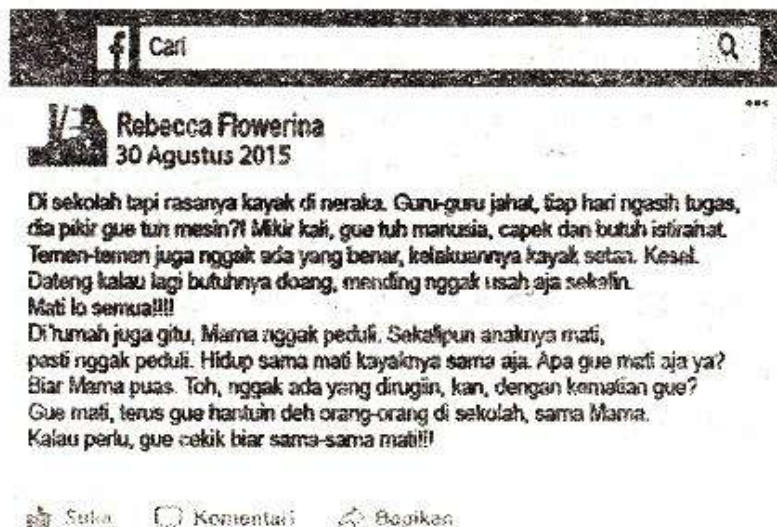 f Cari
Rebecca Flowerina
30 Agustus 2015
Di sekolah tapi rasanya kayak di neraka. Guru-guru jahat, tiap hari ngasih tugas,
dia pikir gue tuh mesin?! Mikir kali, gue tuh manusia, capek dan butuh istirahat.
Temen-temen juga nggak ada yang benar, kelakuannya kayak setan. Kesel.
Dateng kalau lagi butuhnya doang, mending nggak usah aja sekalin.
Mati lo semua!!!!
Di rumah juga gitu, Mama nggak peduli. Sekalipun anaknya mati,
pasti nggak peduli. Hidup sama mati kayaknya sama aja. Apa gue mati aja ya?
Biar Mama puas. Toh, nggak ada yang dirugiin, kan, dengan kematian gue?
Gue mati, terus gue hantuin deh orang-orang di sekolah, sama Mama.
Kalau perlu, gue cekik biar sama-sama mati!!!
Suka Komentari Bagikan